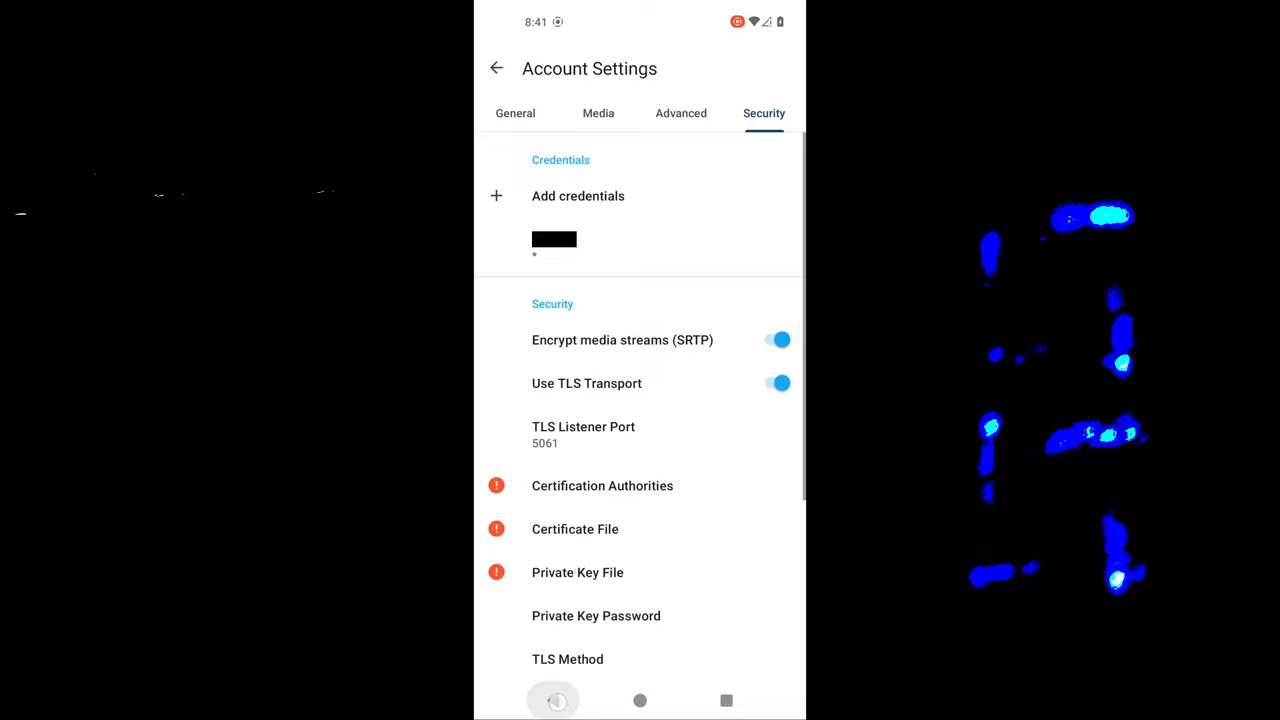 8:41
Account Settings
General Media Advanced Security
Credentials
Add credentials
*
Security
Encrypt media streams (SRTP)
Use TLS Transport
TLS Listener Port
5061
Certification Authorities
Certificate File
Private Key File
Private Key Password
TLS Method